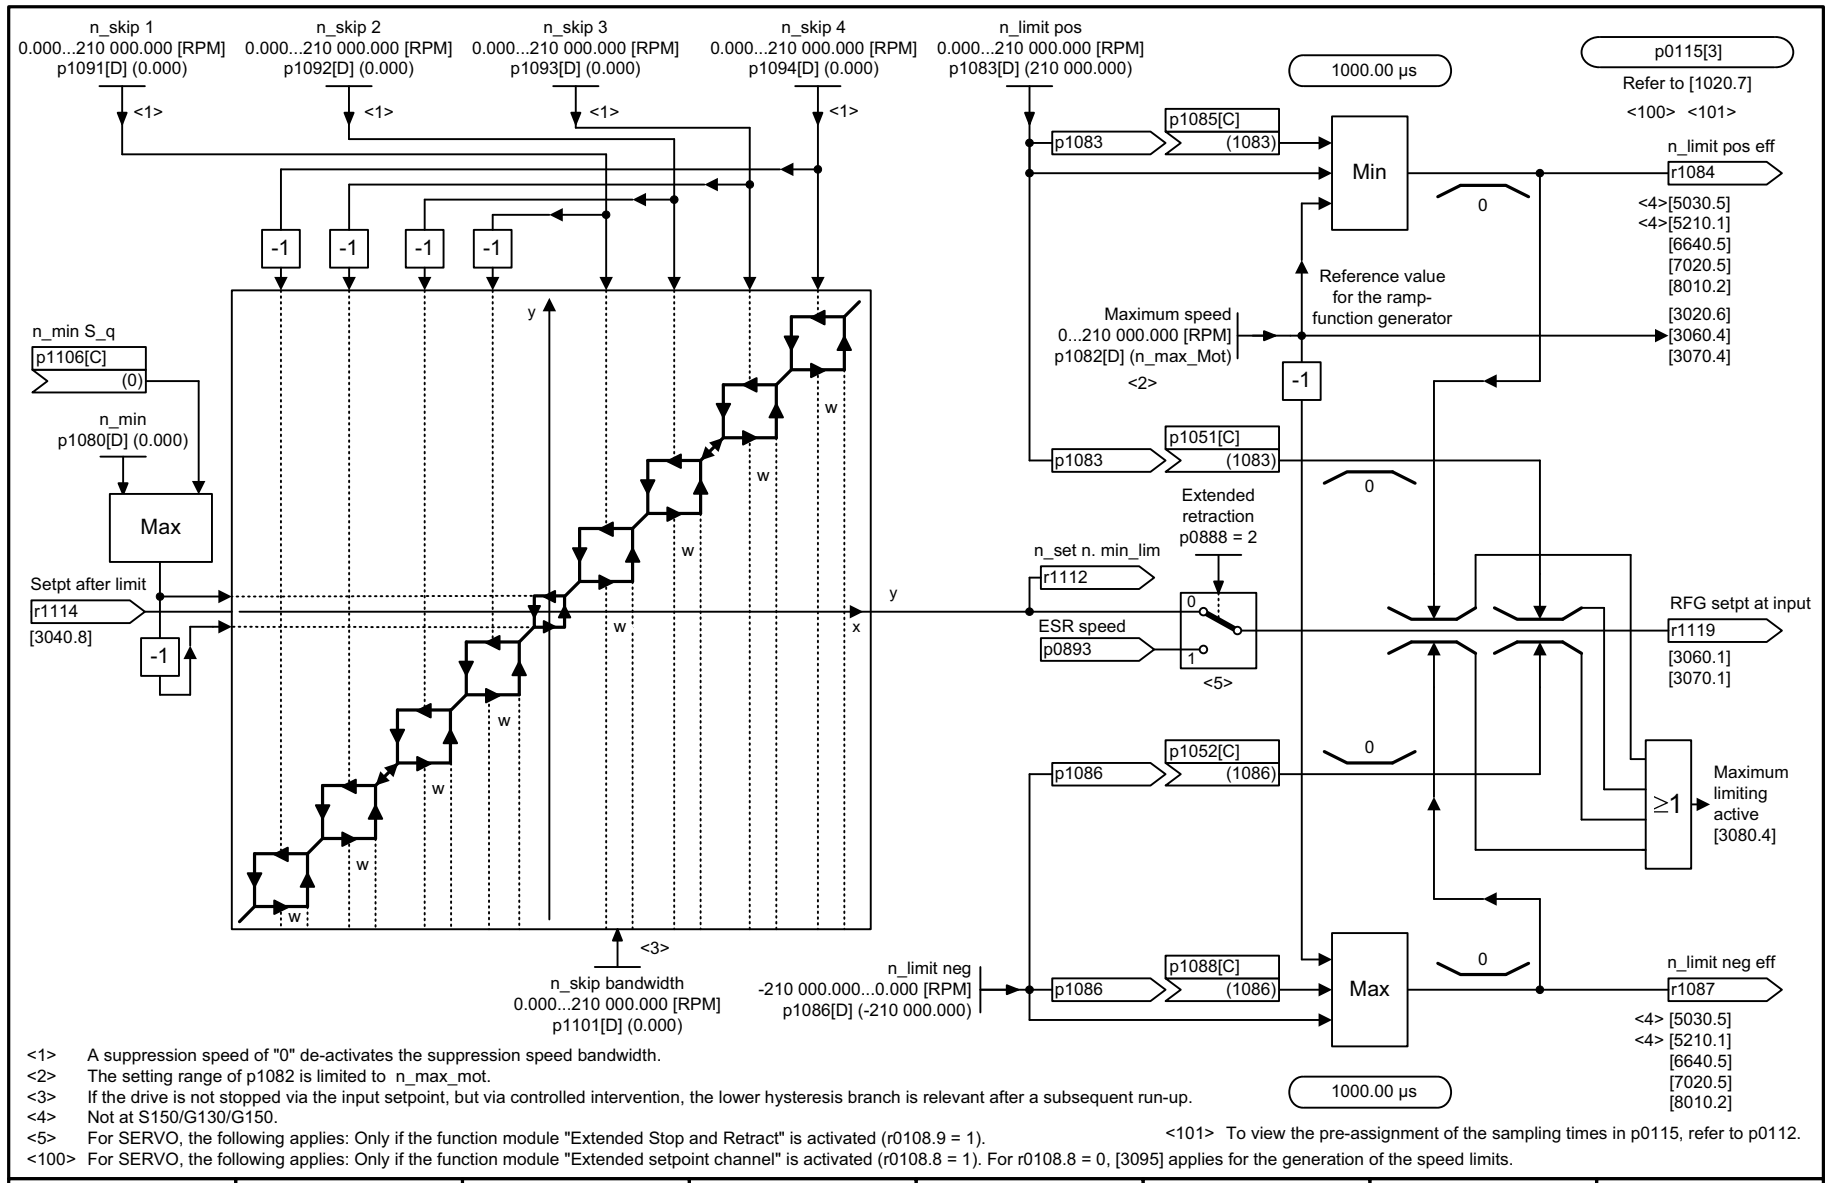 n_skip 1
0.000...210 000.000 [RPM]
p1091[D] (0.000)
<1>
n_skip 2
0.000...210 000.000 [RPM]
p1092[D] (0.000)
<1>
n_skip 3
0.000...210 000.000 [RPM]
p1093[D] (0.000)
<1>
n_skip 4
0.000...210 000.000 [RPM]
p1094[D] (0.000)
<1>
n_limit pos
0.000...210 000.000 [RPM]
p1083[D] (210 000.000)
1000.00 µs
p0115[3]
Refer to [1020.7]
<100> <101>
p1083
p1085[C]
(1083)
Min
0
n_limit pos eff
r1084
<4>[5030.5]
<4>[5210.1]
[6640.5]
[7020.5]
[8010.2]
[3020.6]
[3060.4]
[3070.4]
-1
-1
-1
-1
y
Reference value
for the ramp-
function generator
Maximum speed
0...210 000.000 [RPM]
p1082[D] (n_max_Mot)
<2>
-1
n_min S_q
p1106[C]
(0)
n_min
p1080[D] (0.000)
Max
Setpt after limit
r1114
[3040.8]
-1
w
w
w
w
w
w
w
w
x
y
p1083
p1051[C]
(1083)
0
Extended
retraction
p0888 = 2
n_set n. min_lim
r1112
ESR speed
p0893
0
1
<5>
RFG setpt at input
r1119
[3060.1]
[3070.1]
p1086
p1052[C]
(1086)
0
≥1
Maximum
limiting
active
[3080.4]
<3>
n_skip bandwidth
0.000...210 000.000 [RPM]
p1101[D] (0.000)
n_limit neg
-210 000.000...0.000 [RPM]
p1086[D] (-210 000.000)
p1086
p1088[C]
(1086)
Max
0
n_limit neg eff
r1087
<4> [5030.5]
<4> [5210.1]
[6640.5]
[7020.5]
[8010.2]
1000.00 µs
<1> A suppression speed of "0" de-activates the suppression speed bandwidth.
<2> The setting range of p1082 is limited to n_max_mot.
<3> If the drive is not stopped via the input setpoint, but via controlled intervention, the lower hysteresis branch is relevant after a subsequent run-up.
<4> Not at S150/G130/G150.
<5> For SERVO, the following applies: Only if the function module "Extended Stop and Retract" is activated (r0108.9 = 1).
<101> To view the pre-assignment of the sampling times in p0115, refer to p0112.
<100> For SERVO, the following applies: Only if the function module "Extended setpoint channel" is activated (r0108.8 = 1). For r0108.8 = 0, [3095] applies for the generation of the speed limits.